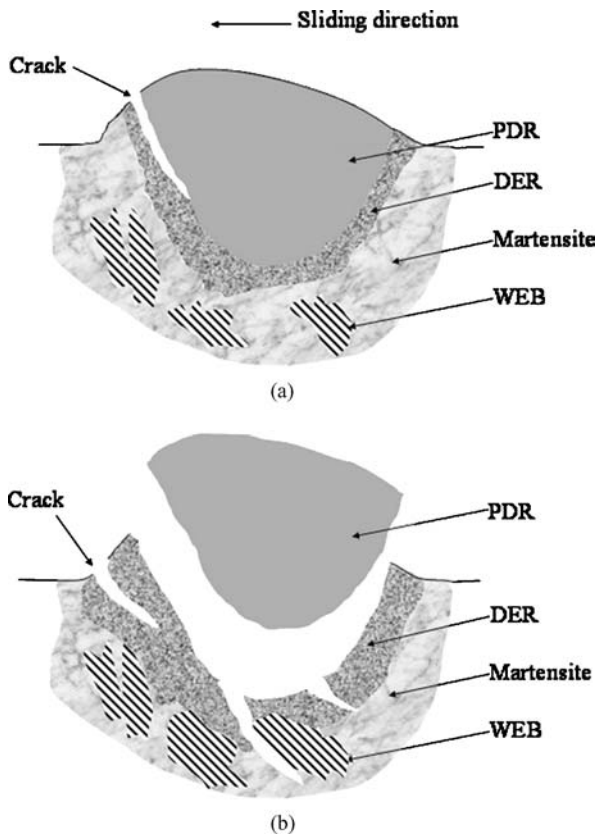 Sliding direction
Crack
PDR
DER
Martensite
WEB
(a)
Crack
PDR
DER
Martensite
WEB
(b)